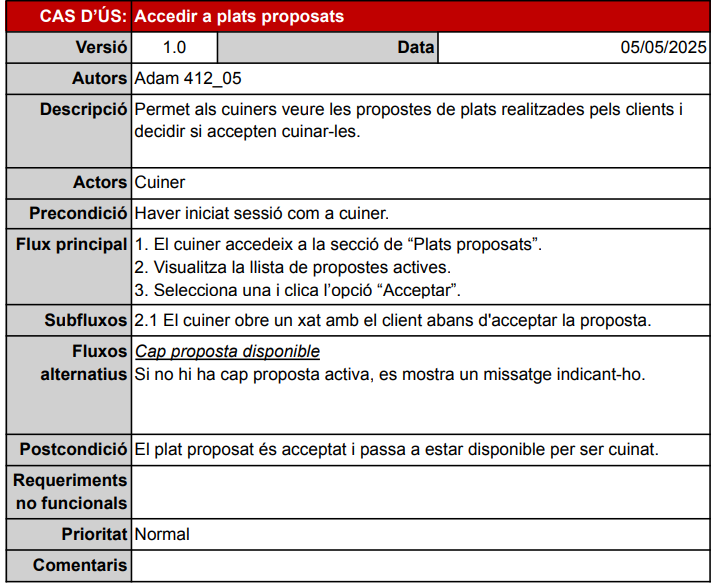 CAS D'ÚS: Accedir a plats proposats
Versió 1.0 Data 05/05/2025
Autors Adam 412_05
Descripció Permet als cuiners veure les propostes de plats realitzades pels clients i
decidir si accepten cuinar-les.
Actors Cuiner
Precondició Haver iniciat sessió com a cuiner.
Flux principal 1. El cuiner accedeix a la secció de “Plats proposats”.
2. Visualitza la llista de propostes actives.
3. Selecciona una i clica l’opció “Acceptar”.
Subfluxos 2.1 El cuiner obre un xat amb el client abans d'acceptar la proposta.
Fluxos Cap proposta disponible
alternatius Si no hi ha cap proposta activa, es mostra un missatge indicant-ho.
Postcondició El plat proposat és acceptat i passa a estar disponible per ser cuinat.
Requeriments
no funcionals
Prioritat Normal
Comentaris